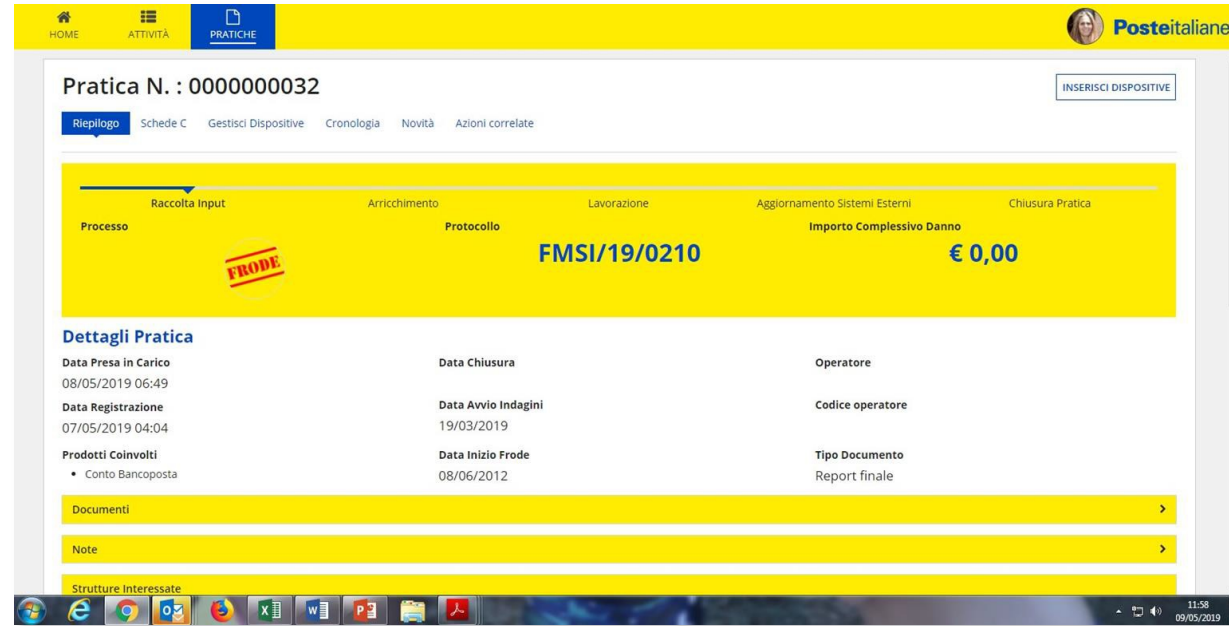 HOME ATTIVITÀ PRATICHE Posteitaliane
Pratica N. : 0000000032 INSERISCI DISPOSITIVE
Riepilogo Schede C Gestisci Dispositive Cronologia Novità Azioni correlate
Raccolta Input Arricchimento Lavorazione Aggiornamento Sistemi Esterni Chiusura Pratica
Processo Protocollo Importo Complessivo Danno
FRODE FMSI/19/0210 € 0,00
Dettagli Pratica
Data Presa in Carico Data Chiusura Operatore
08/05/2019 06:49
Data Registrazione Data Avvio Indagini Codice operatore
07/05/2019 04:04 19/03/2019
Prodotti Coinvolti Data Inizio Frode Tipo Documento
• Conto Bancoposta 08/06/2012 Report finale
Documenti
Note
Strutture Interessate
11:58
09/05/2019